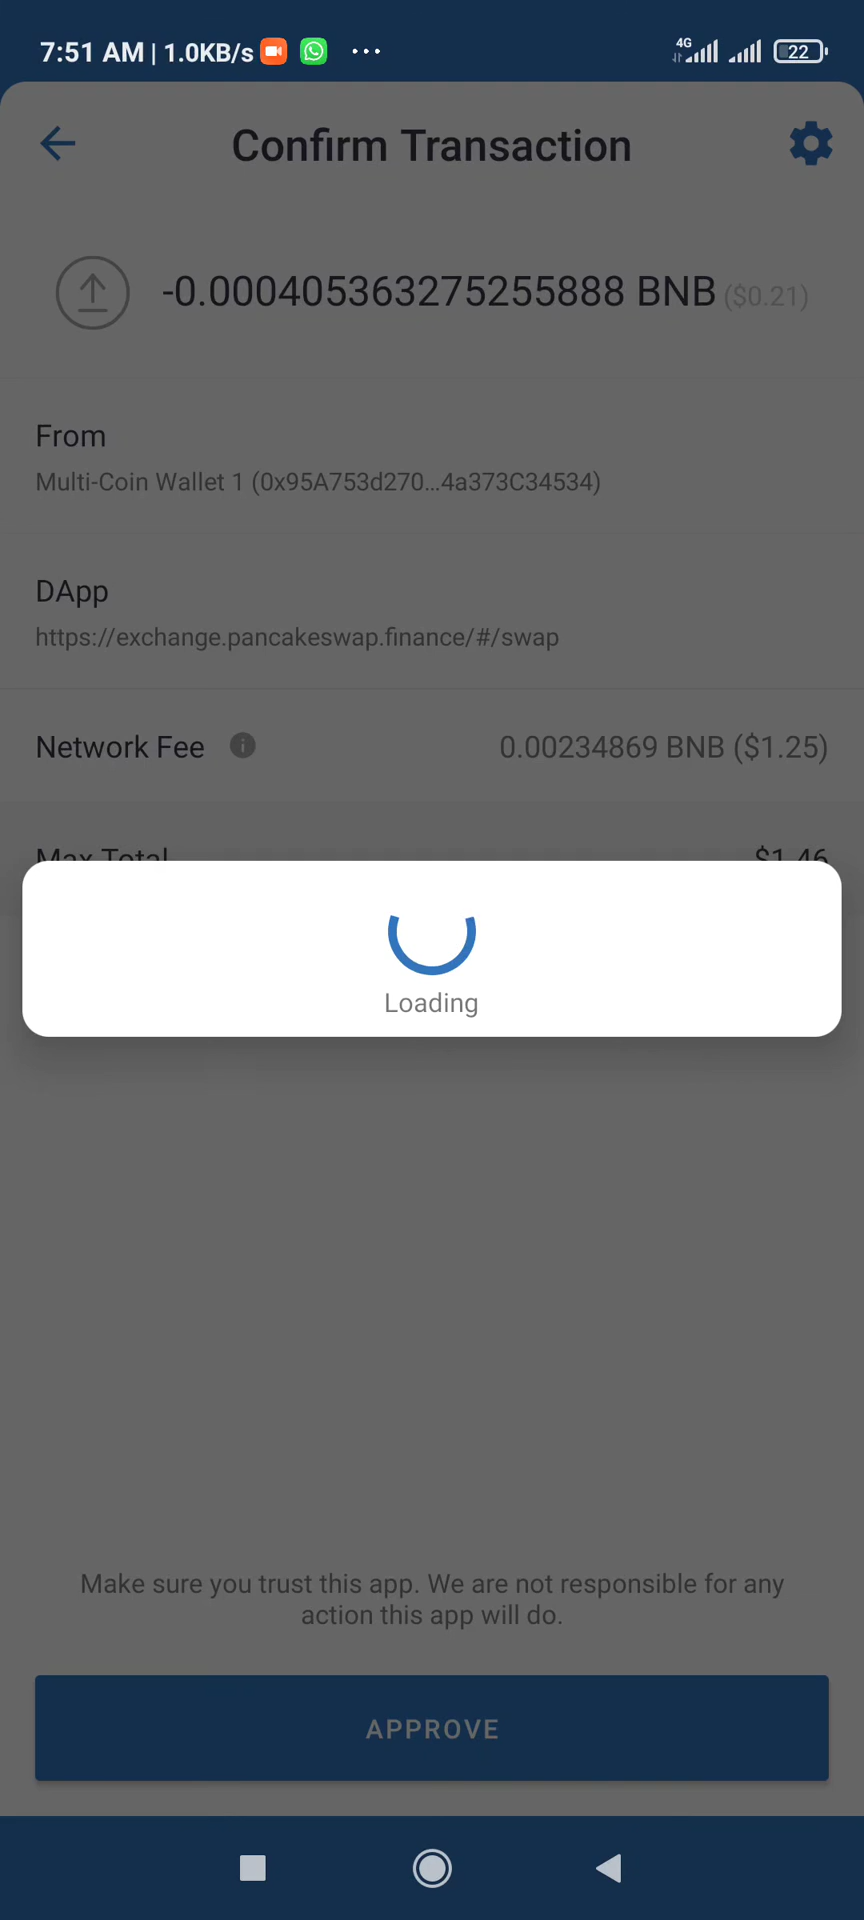 7:51 AM | 1.0KB/s
4G
22
Confirm Transaction
-0.000405363275255888 BNB ($0.21)
From
Multi-Coin Wallet 1 (0x95A753d270...4a373C34534)
DApp
https://exchange.pancakeswap.finance/#/swap
Network Fee 0.00234869 BNB ($1.25)
Max Total $1.46
Loading
Make sure you trust this app. We are not responsible for any
action this app will do.
APPROVE